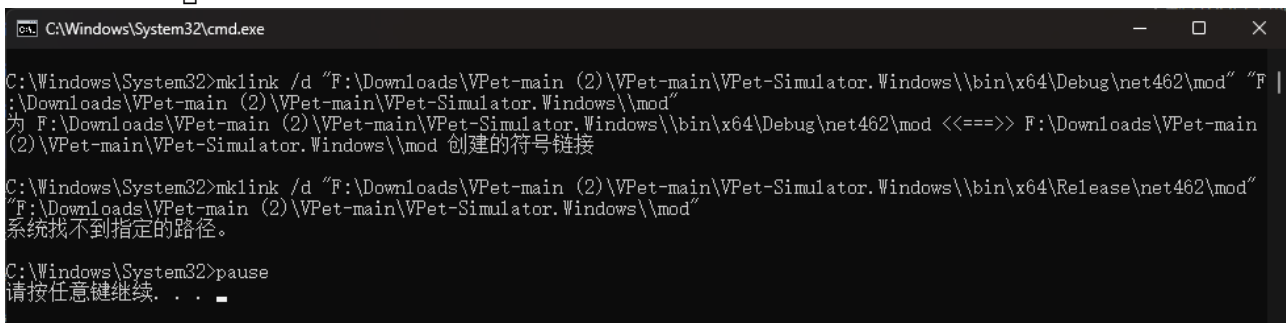 C:\Windows\System32\cmd.exe
C:\Windows\System32>mklink /d "F:\Downloads\VPet-main (2)\VPet-main\VPet-Simulator.Windows\\bin\x64\Debug\net462\mod" "F
:\Downloads\VPet-main (2)\VPet-main\VPet-Simulator.Windows\\mod"
为 F:\Downloads\VPet-main (2)\VPet-main\VPet-Simulator.Windows\\bin\x64\Debug\net462\mod <<===>> F:\Downloads\VPet-main
(2)\VPet-main\VPet-Simulator.Windows\\mod 创建的符号链接
C:\Windows\System32>mklink /d "F:\Downloads\VPet-main (2)\VPet-main\VPet-Simulator.Windows\\bin\x64\Release\net462\mod"
"F:\Downloads\VPet-main (2)\VPet-main\VPet-Simulator.Windows\\mod"
系统找不到指定的路径。
C:\Windows\System32>pause
请按任意键继续. . .